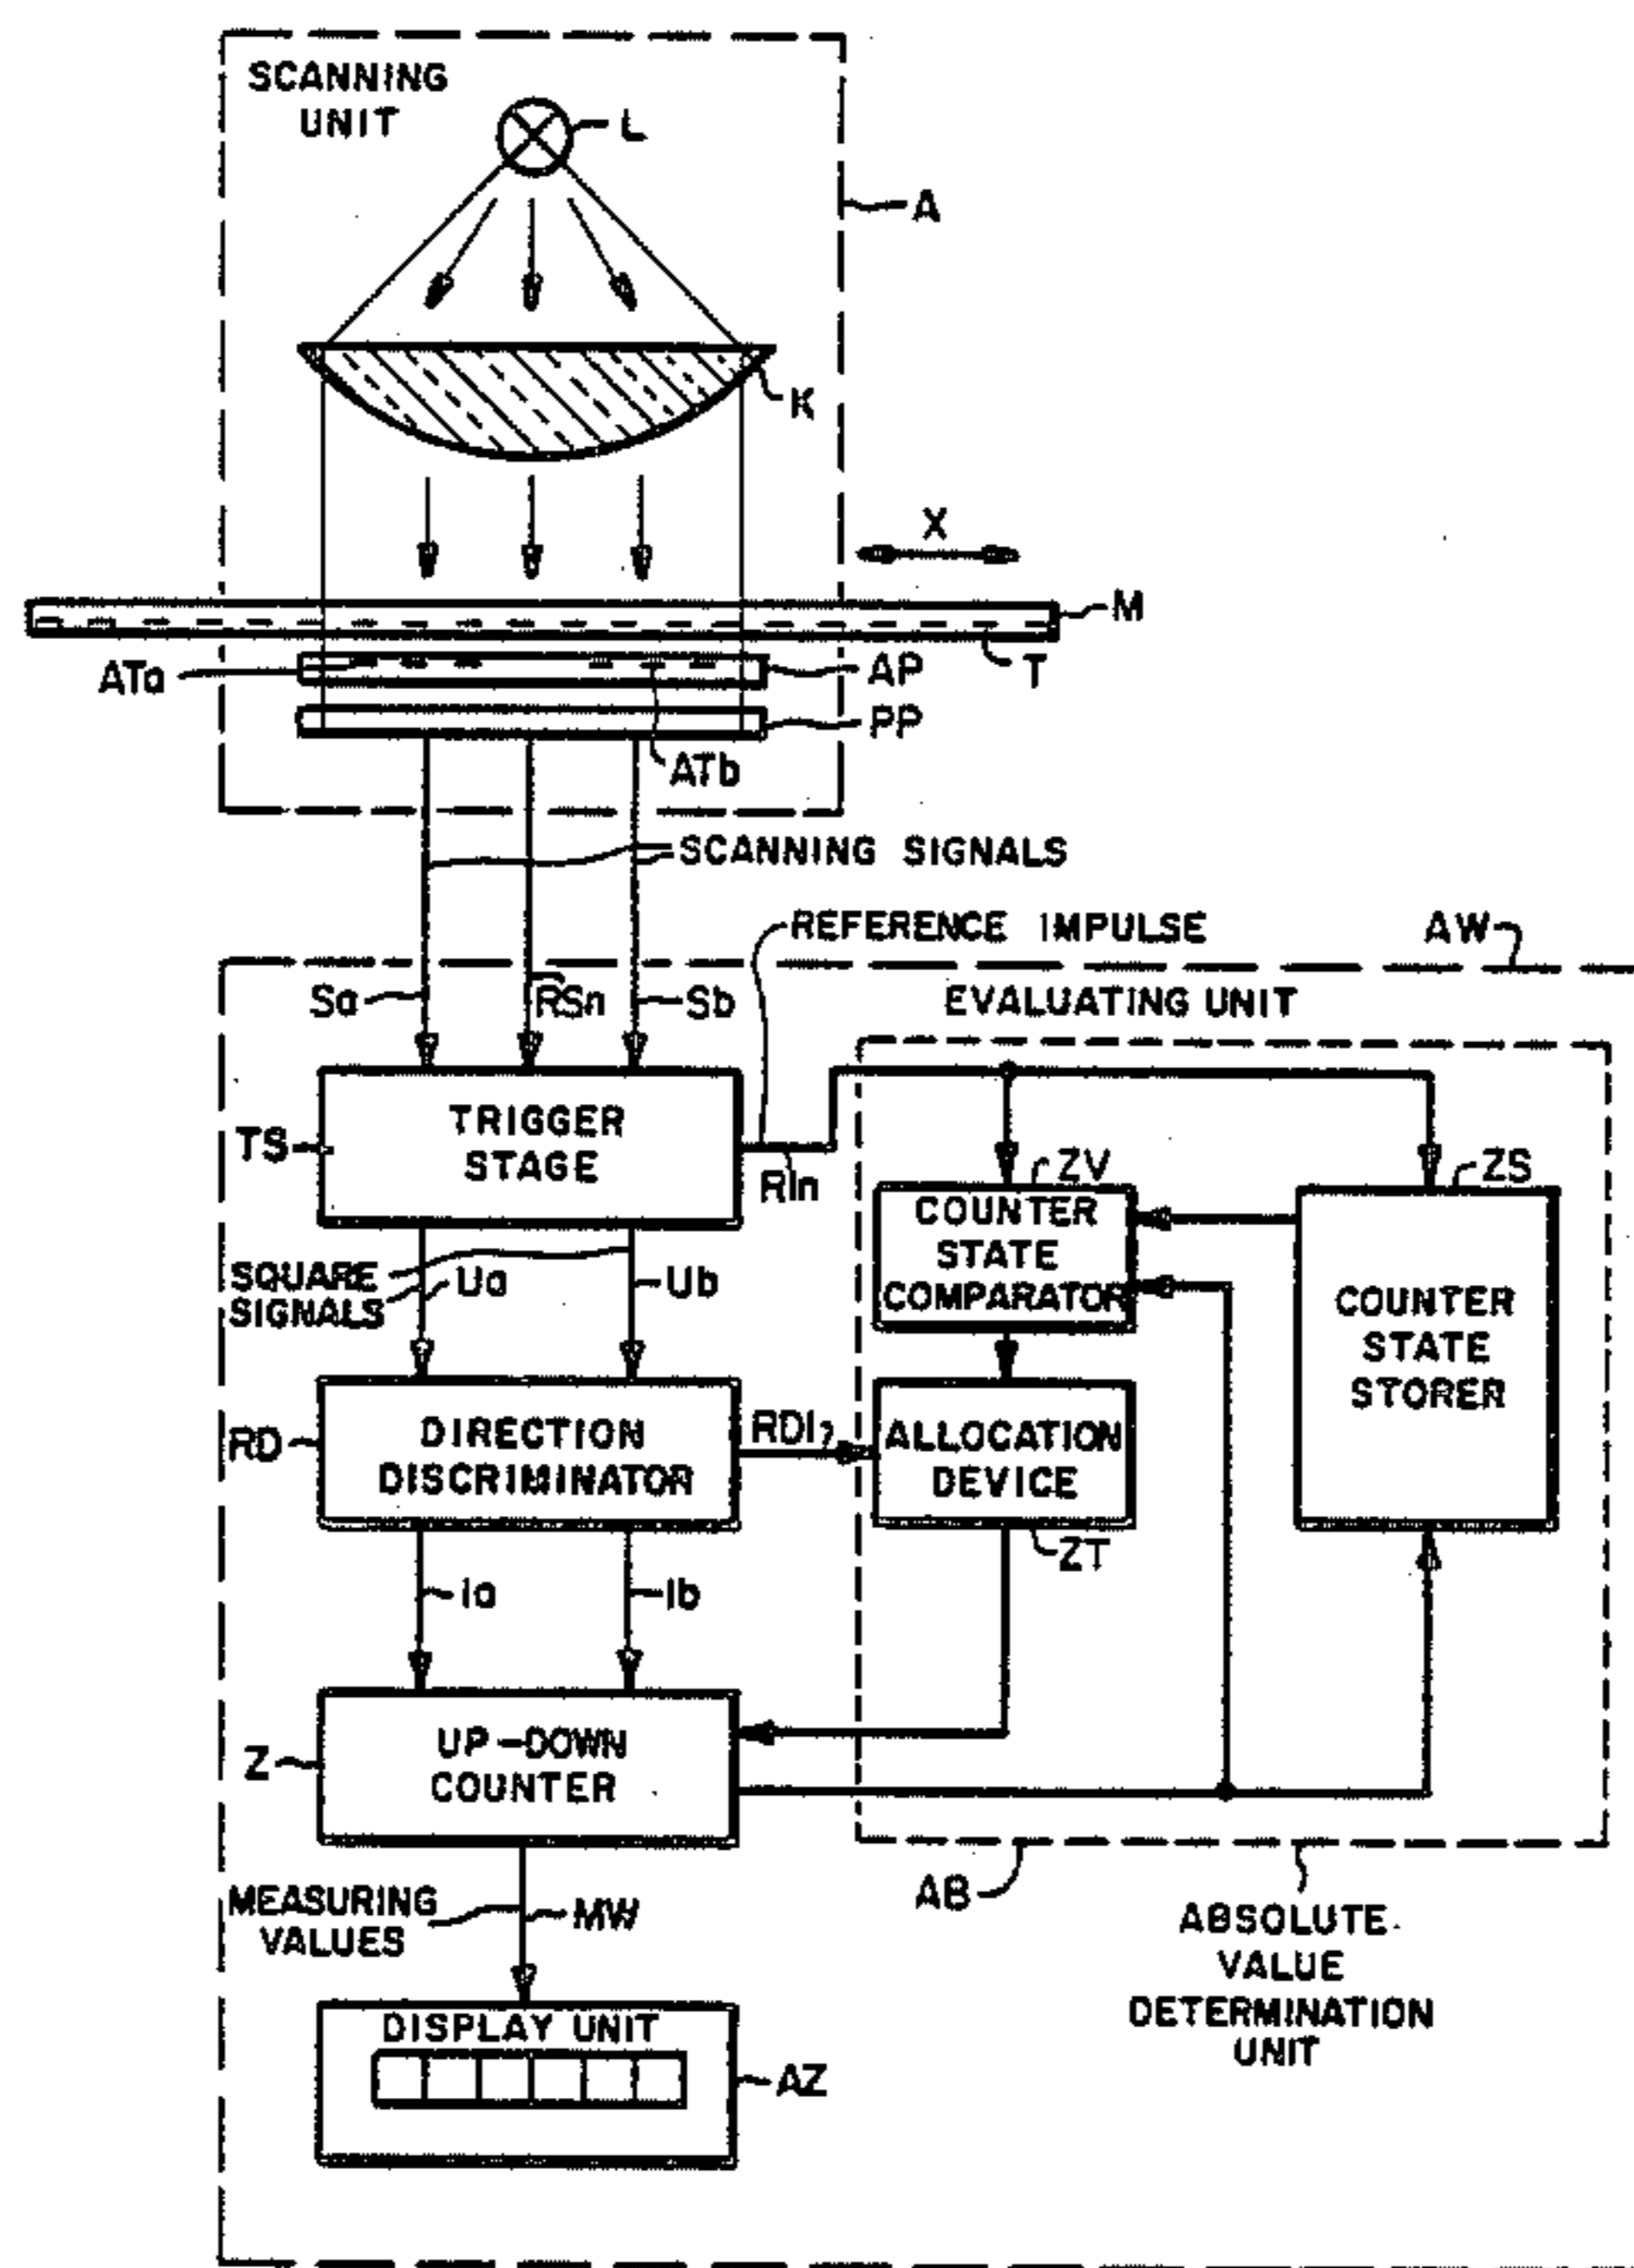 SCANNING
UNIT
L
A
K
X
M
ATa
AP
T
PP
ATb
SCANNING SIGNALS
REFERENCE IMPULSE
AW
Sa
RSn
Sb
EVALUATING UNIT
TRIGGER
STAGE
TS
RIn
ZV
ZS
COUNTER
STATE
COMPARATOR
SQUARE
SIGNALS
Ua
Ub
COUNTER
STATE
STORER
RD
DIRECTION
DISCRIMINATOR
RDI
ALLOCATION
DEVICE
ZT
Ia
Ib
Z
UP-DOWN
COUNTER
AB
MEASURING
VALUES
MW
ABSOLUTE
VALUE
DETERMINATION
UNIT
DISPLAY UNIT
AZ